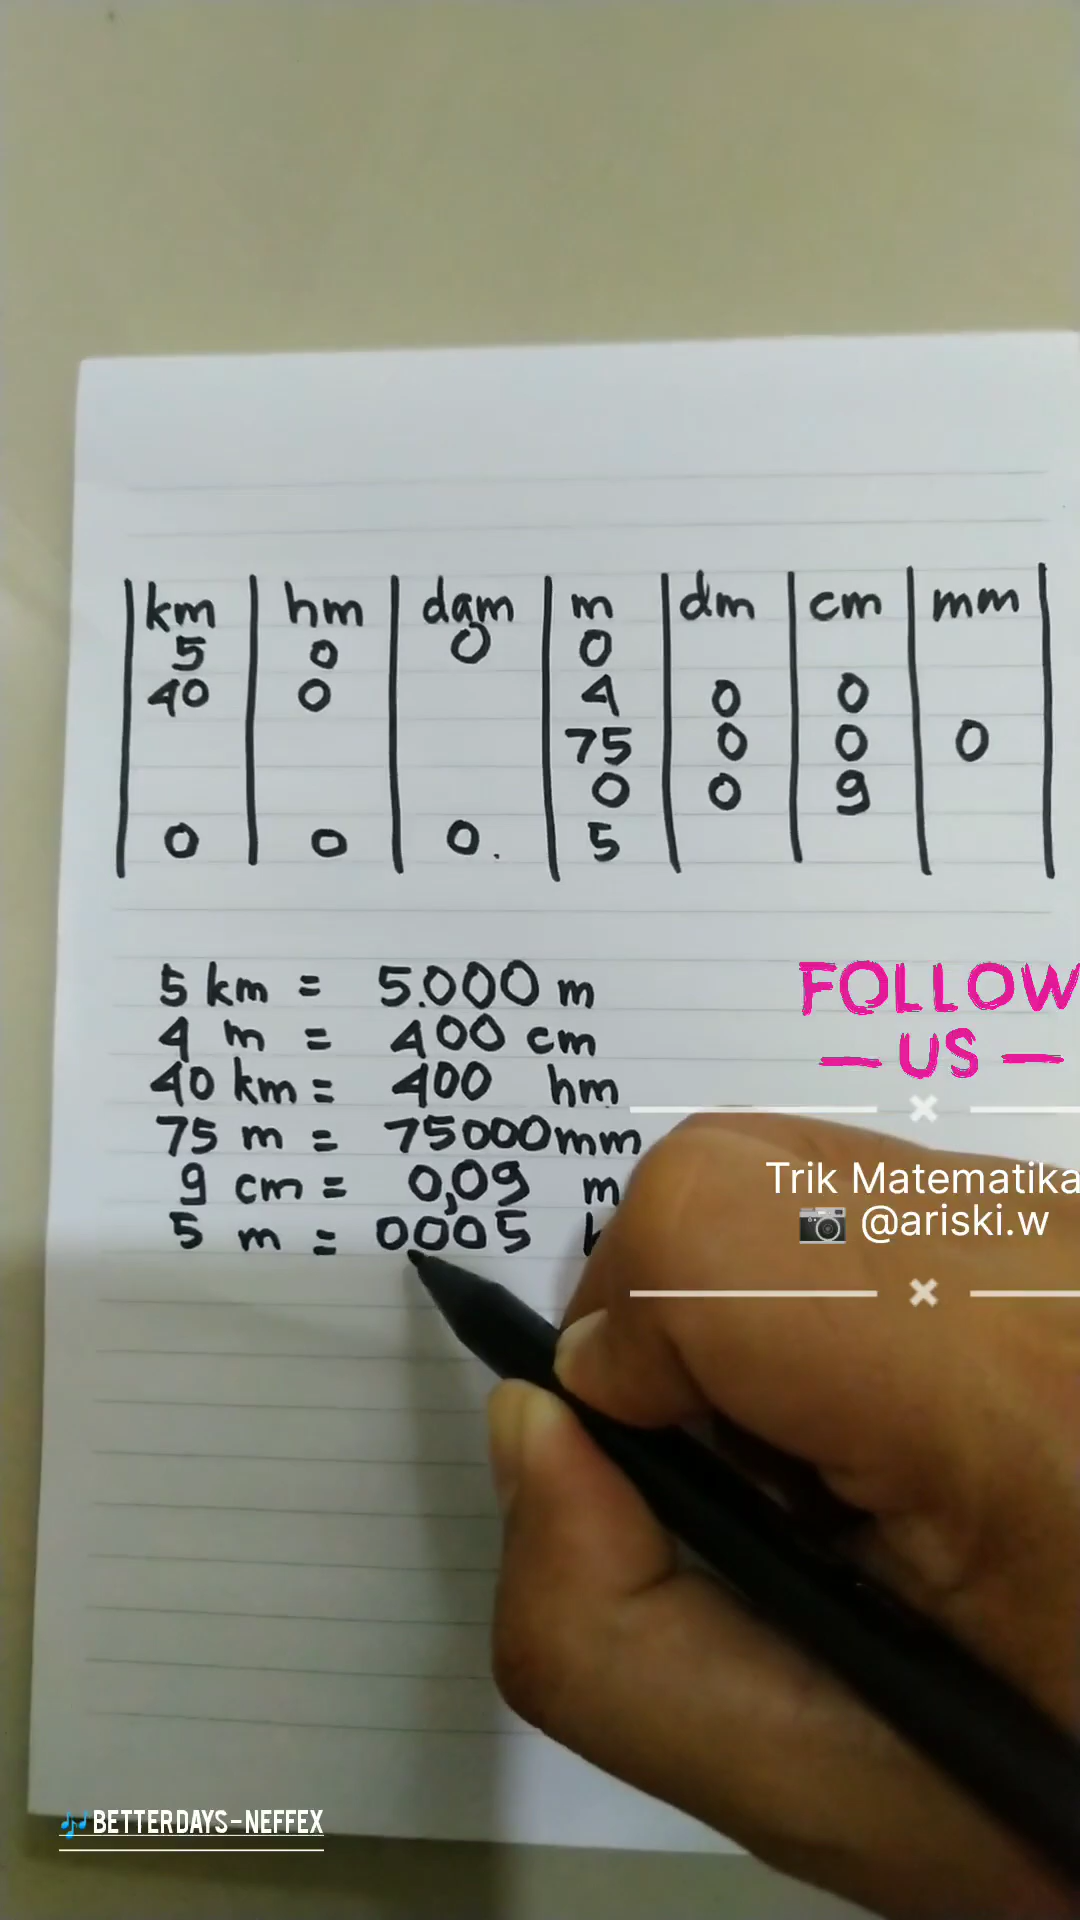 km hm dam m dm cm mm
5 0 0 0
40 0 4 0 0
75 0 0 0
0 0 9
0 0 0. 5
5 km = 5.000 m
4 m = 400 cm
40 km = 400 hm
75 m = 75000mm
9 cm = 0,09 m
5 m = 0005
FOLLOW
— US —
Trik Matematika
@ariski.w
BETTERDAYS-NEFFEX